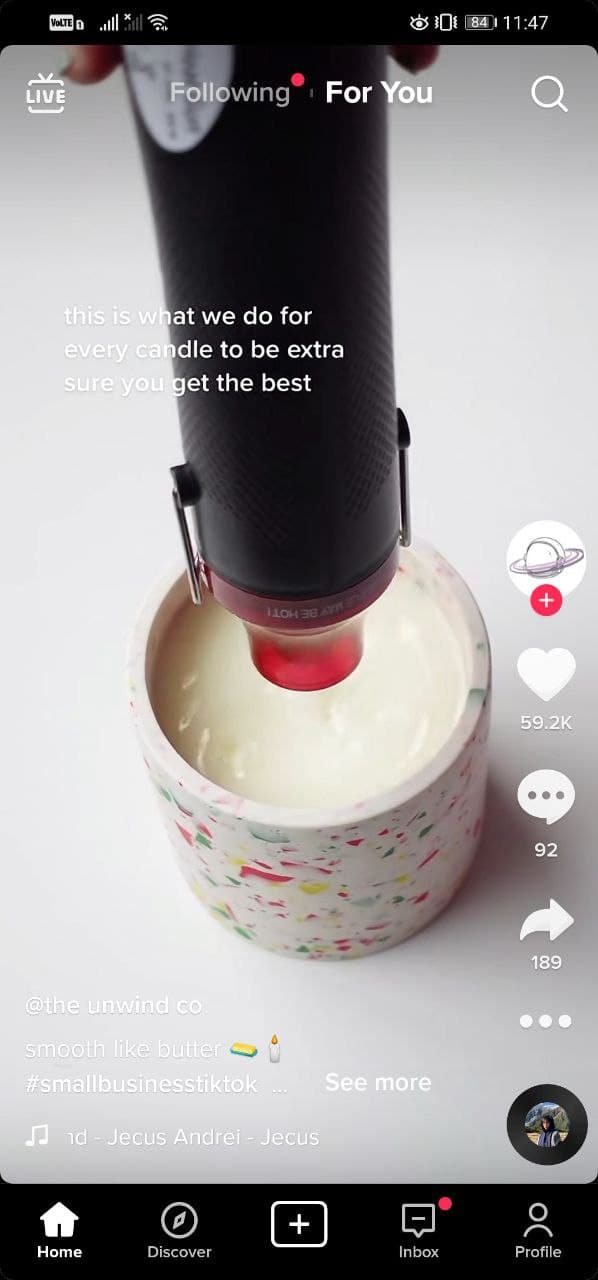 VoLTE 1
84 11:47
LIVE
Following
For You
this is what we do for
every candle to be extra
sure you get the best
MAY BE HOT!
59.2K
92
189
@the unwind co
smooth like butter 🧈🕯️
#smallbusinesstiktok ...
See more
nd - Jecus Andrei - Jecus
Home
Discover
Inbox
Profile